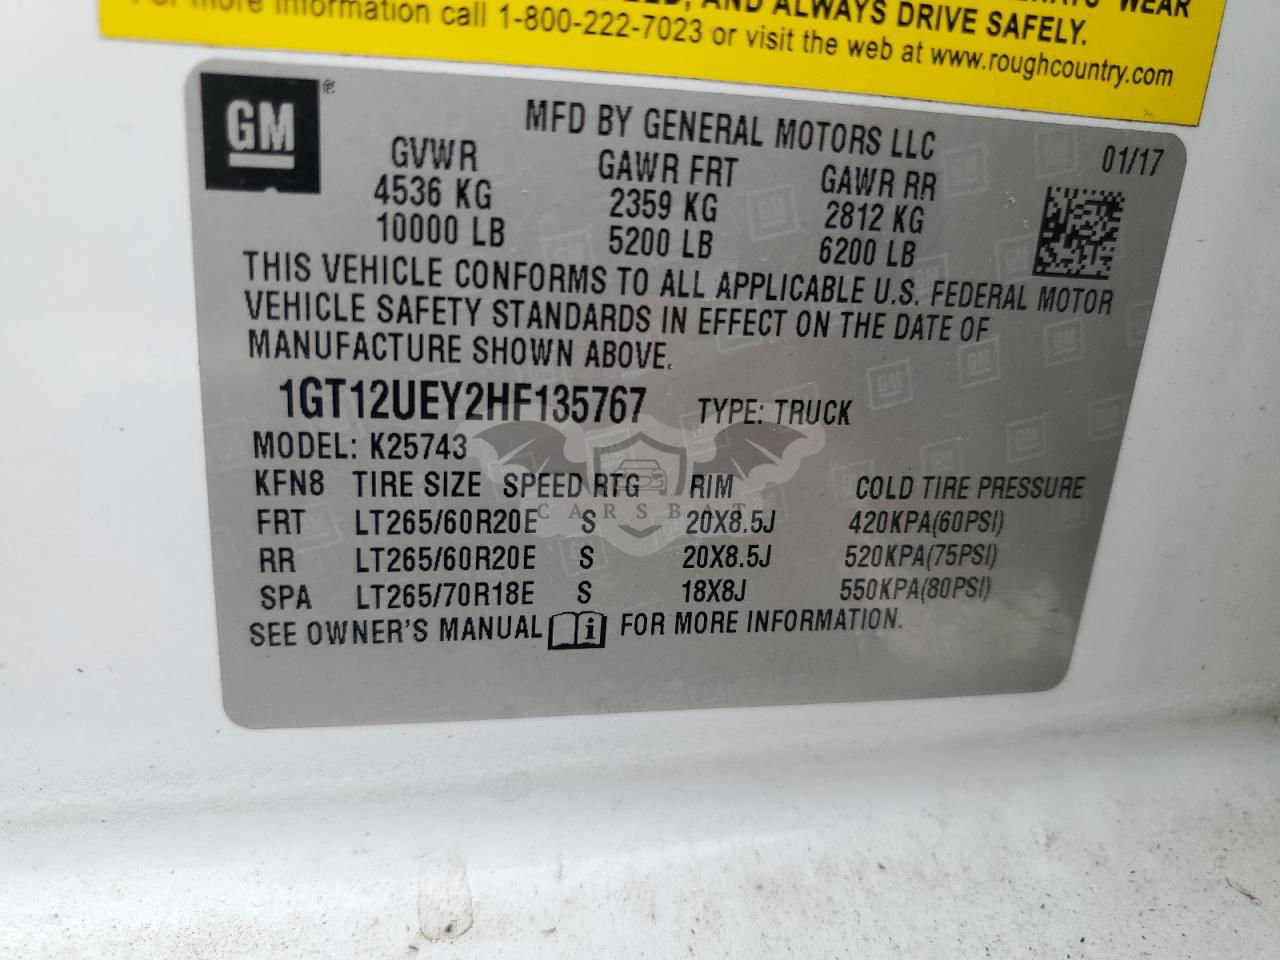 WEAR
AND ALWAYS DRIVE SAFELY.
For more information call 1-800-222-7023 or visit the web at www.roughcountry.com
GM
MFD BY GENERAL MOTORS LLC
01/17
GVWR GAWR FRT GAWR RR
4536 KG 2359 KG 2812 KG
10000 LB 5200 LB 6200 LB
THIS VEHICLE CONFORMS TO ALL APPLICABLE U.S. FEDERAL MOTOR
VEHICLE SAFETY STANDARDS IN EFFECT ON THE DATE OF
MANUFACTURE SHOWN ABOVE.
1GT12UEY2HF135767 TYPE: TRUCK
MODEL: K25743
KFN8 TIRE SIZE SPEED RTG RIM COLD TIRE PRESSURE
FRT LT265/60R20E S 20X8.5J 420KPA(60PSI)
RR LT265/60R20E S 20X8.5J 520KPA(75PSI)
SPA LT265/70R18E S 18X8J 550KPA(80PSI)
SEE OWNER'S MANUAL i FOR MORE INFORMATION.
CARSBAT